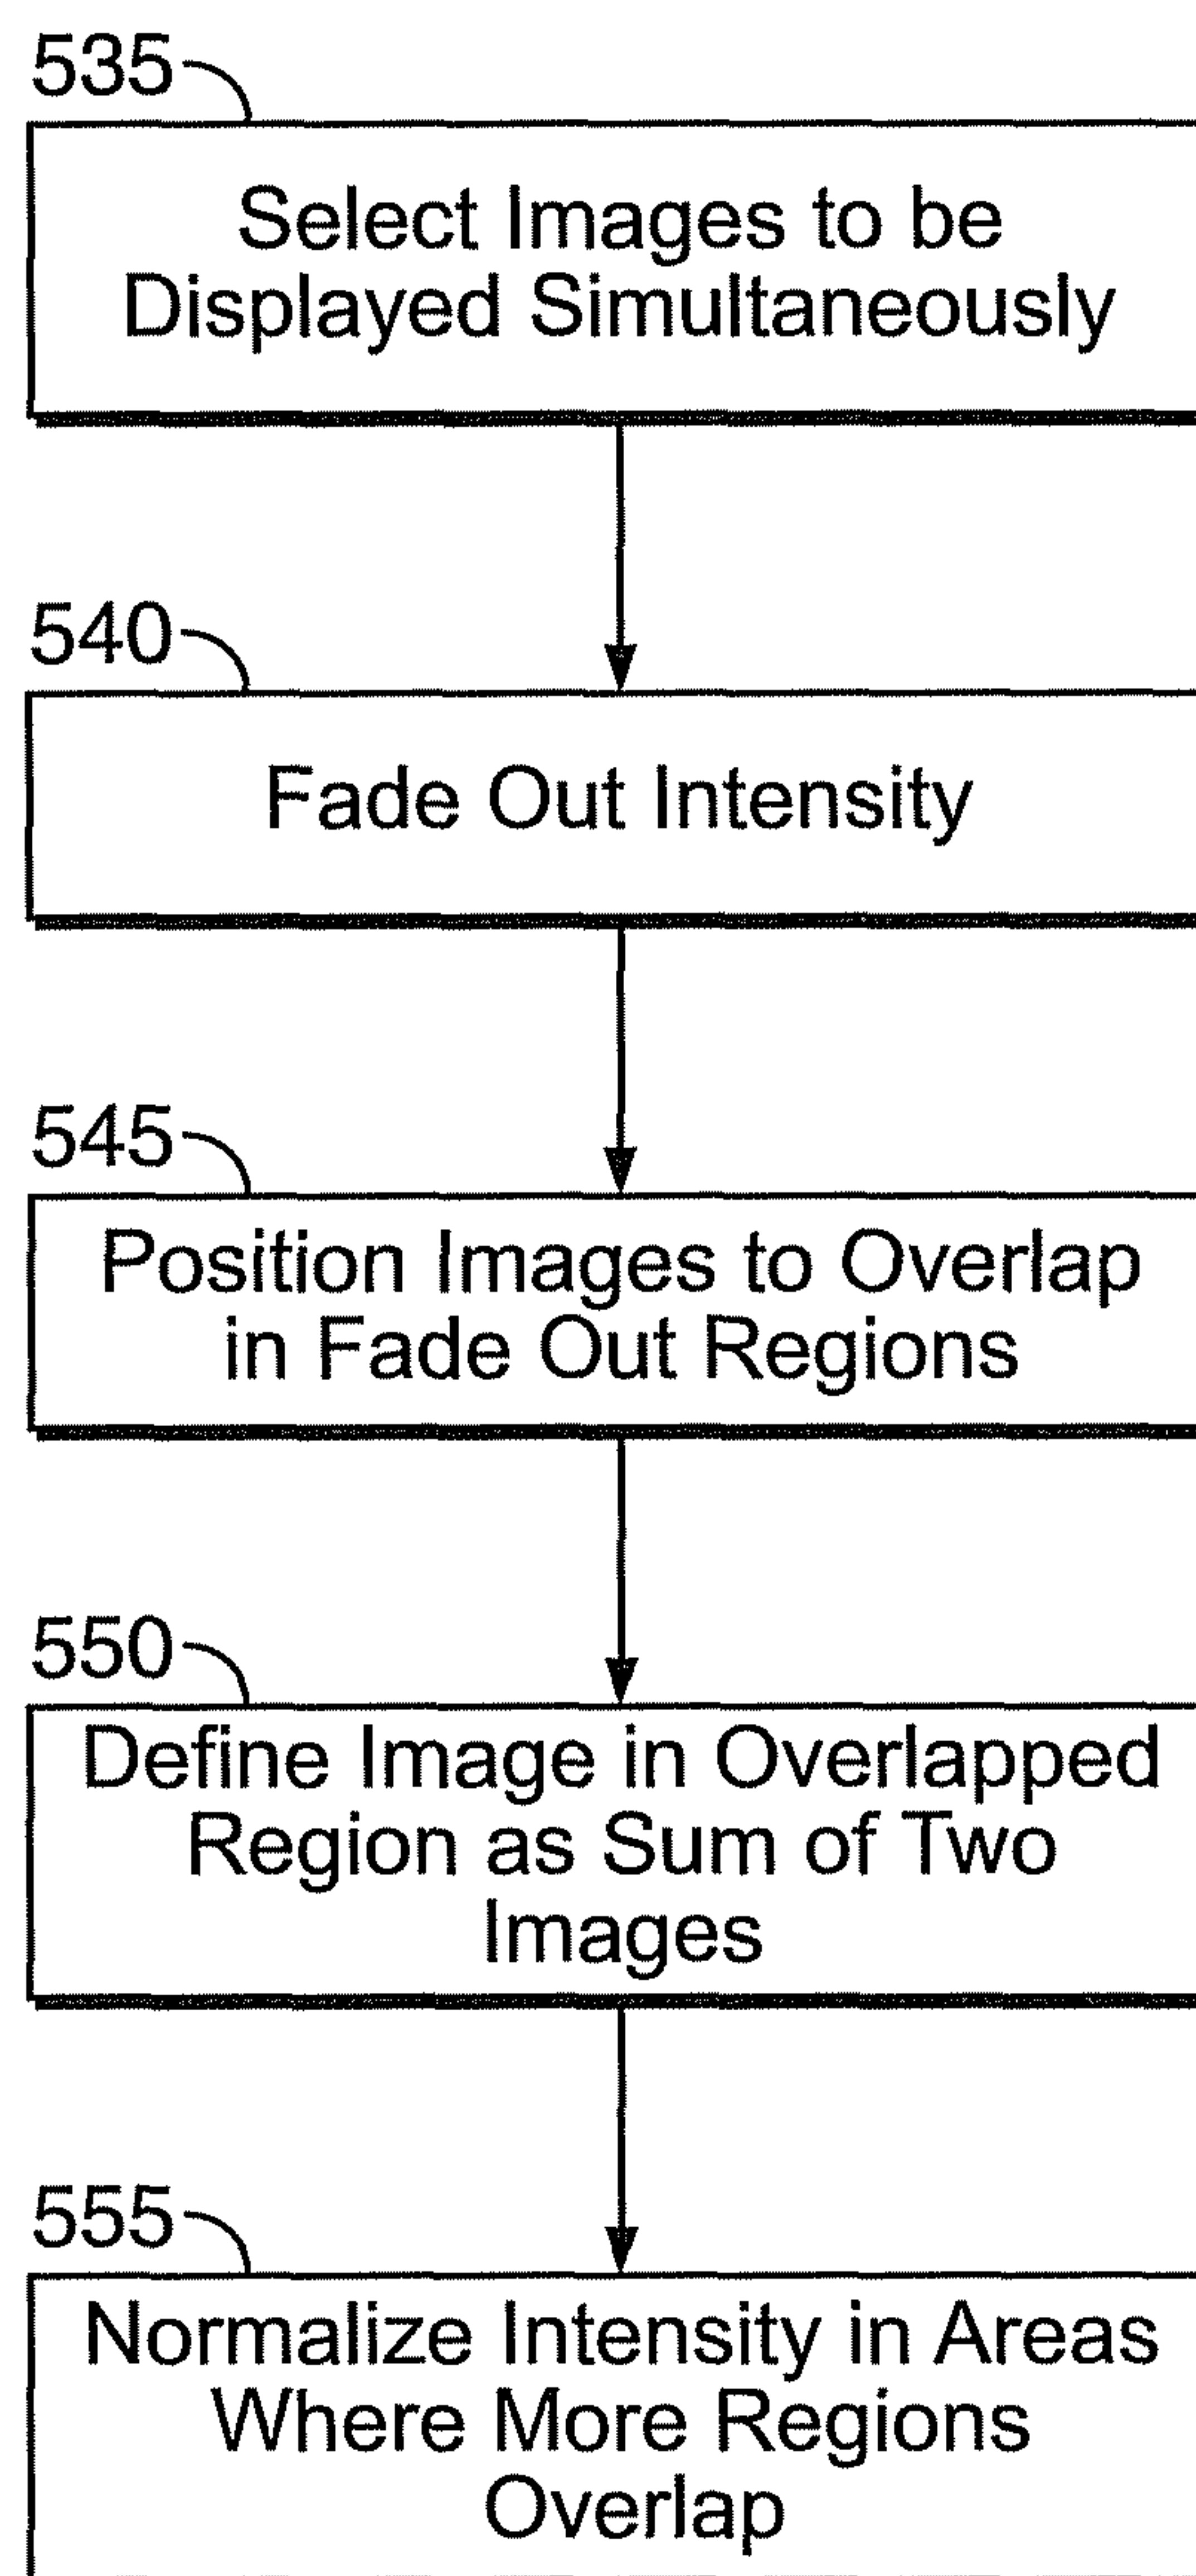 535
Select Images to be
Displayed Simultaneously
540
Fade Out Intensity
545
Position Images to Overlap
in Fade Out Regions
550
Define Image in Overlapped
Region as Sum of Two
Images
555
Normalize Intensity in Areas
Where More Regions
Overlap